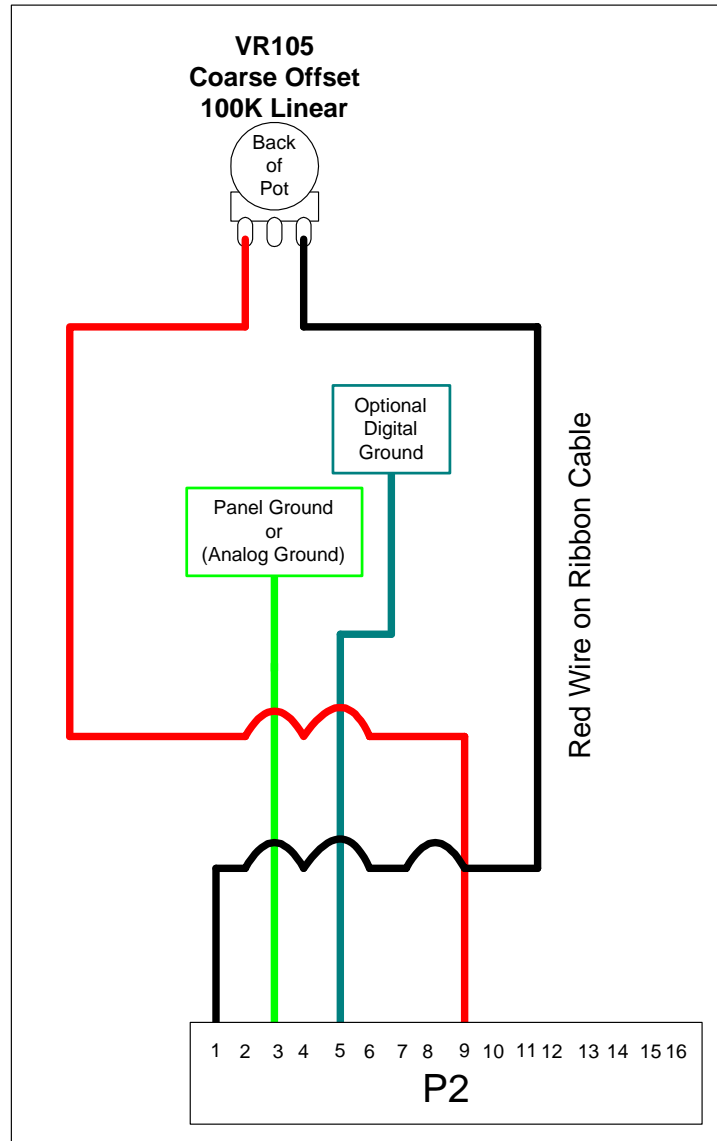 VR105
Coarse Offset
100K Linear
Back
of
Pot
Optional
Digital
Ground
Panel Ground
or
(Analog Ground)
Red Wire on Ribbon Cable
1 2 3 4 5 6 7 8 9 10 11 12 13 14 15 16
P2